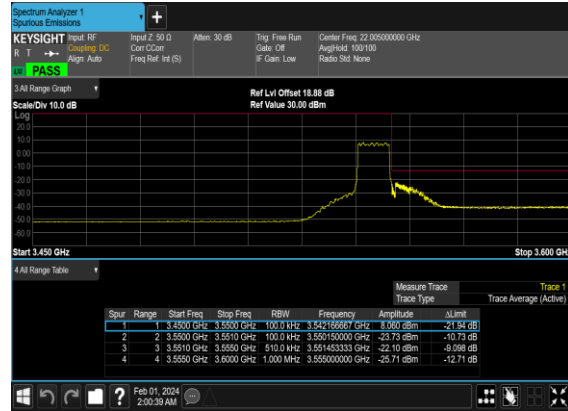 Spectrum Analyzer 1
Spurious Emissions
KEYSIGHT Input: RF Input Z: 50 Ω Atten: 30 dB Trig: Free Run Center Freq: 22.005000000 GHz
R T Coupling: DC Corr CCorr Gate: Off Avg|Hold: 100/100
Align: Auto Freq Ref: Int (S) IF Gain: Low Radio Std: None
PASS
3 All Range Graph Ref Lvl Offset 18.88 dB
Scale/Div 10.0 dB Ref Value 30.00 dBm
Log
20.0
10.0
0.00
-10.0
-20.0
-30.0
-40.0
-50.0
-60.0
Start 3.450 GHz Stop 3.600 GH
4 All Range Table
Measure Trace Trace 1
Trace Type Trace Average (Active)
Spur Range Start Freq Stop Freq RBW Frequency Amplitude ΔLimit
1 1 3.4500 GHz 3.5500 GHz 100.0 kHz 3.542166667 GHz 8.060 dBm -21.94 dB
2 2 3.5500 GHz 3.5510 GHz 100.0 kHz 3.550150000 GHz -23.73 dBm -10.73 dB
3 3 3.5510 GHz 3.5550 GHz 510.0 kHz 3.551453333 GHz -22.10 dBm -9.098 dB
4 4 3.5550 GHz 3.6000 GHz 1.000 MHz 3.555000000 GHz -25.71 dBm -12.71 dB
? Feb 01, 2024
2:00:39 AM